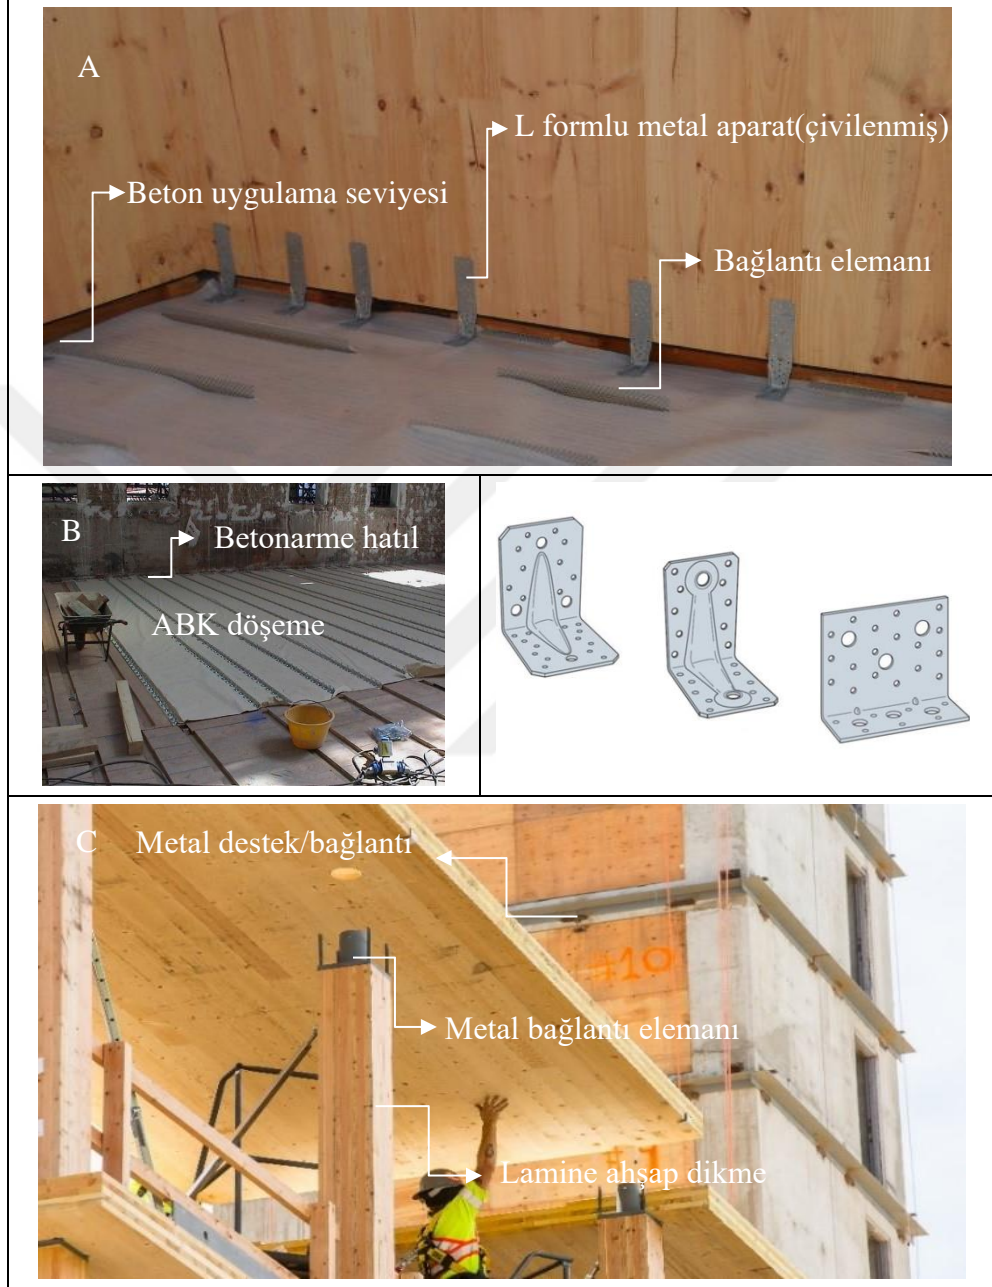 A
L formlu metal aparat(çivilenmiş)
Beton uygulama seviyesi
Bağlantı elemanı
B
Betonarme hatıl
ABK döşeme
C
Metal destek/bağlantı
#10
Metal bağlantı elemanı
Lamine ahşap dikme